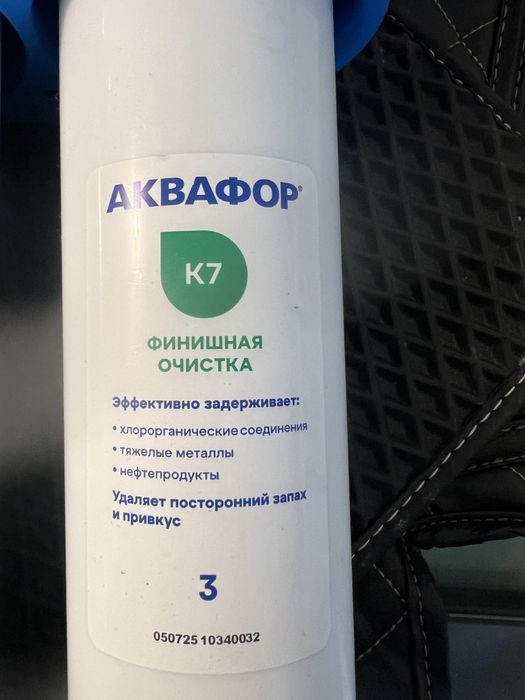 АКВАФОР®
К7
ФИНИШНАЯ
ОЧИСТКА
Эффективно задерживает:
• хлорорганические соединения
• тяжелые металлы
• нефтепродукты
Удаляет посторонний запах
и привкус
3
050725 10340032